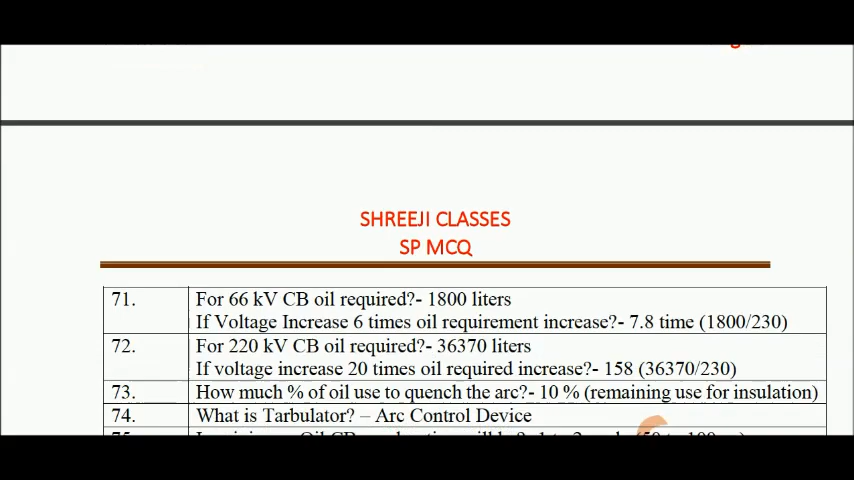 SHREEJI CLASSES
SP MCQ
71. For 66 kV CB oil required?- 1800 liters
If Voltage Increase 6 times oil requirement increase?- 7.8 time (1800/230)
72. For 220 kV CB oil required?- 36370 liters
If voltage increase 20 times oil required increase?- 158 (36370/230)
73. How much % of oil use to quench the arc?- 10 % (remaining use for insulation)
74. What is Tarbulator? – Arc Control Device